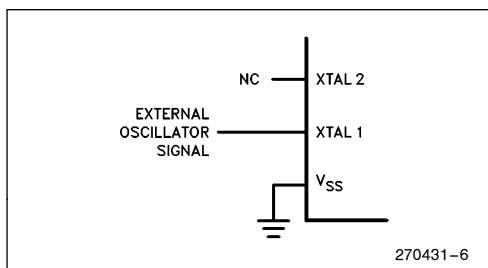 NC XTAL 2
EXTERNAL
OSCILLATOR XTAL 1
SIGNAL
VSS
270431-6